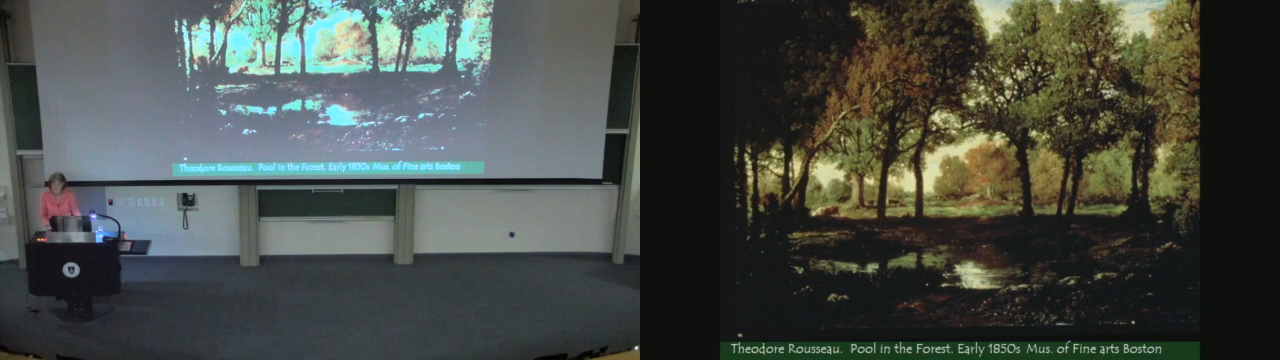 Theodore Rousseau. Pool in the Forest. Early 1850s Mus. of Fine arts Boston
Theodore Rousseau. Pool in the Forest. Early 1850s Mus. of Fine arts Boston